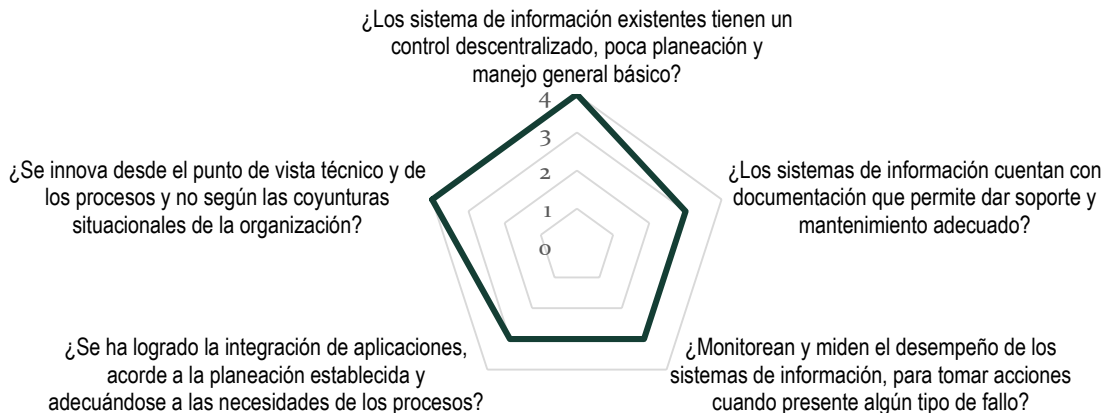 ¿Los sistema de información existentes tienen un
control descentralizado, poca planeación y
manejo general básico?
4
3
2
1
0
¿Se innova desde el punto de vista técnico y de
los procesos y no según las coyunturas
situacionales de la organización?
¿Los sistemas de información cuentan con
documentación que permite dar soporte y
mantenimiento adecuado?
¿Se ha logrado la integración de aplicaciones,
acorde a la planeación establecida y
adecuándose a las necesidades de los procesos?
¿Monitorean y miden el desempeño de los
sistemas de información, para tomar acciones
cuando presente algún tipo de fallo?